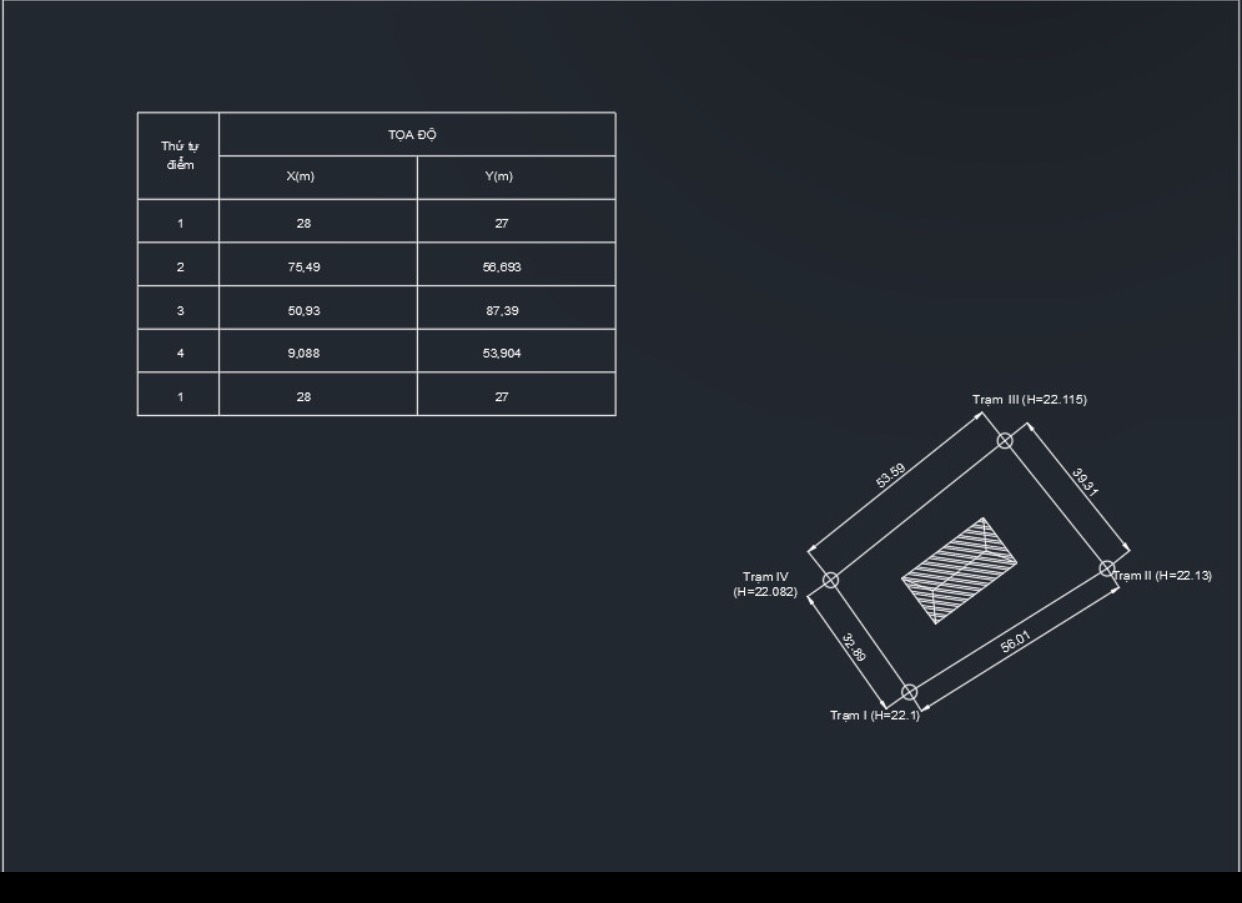 Thứ tự
điểm
TỌA ĐỘ
X(m)
Y(m)
1
28
27
2
75,49
56,693
3
50,93
87,39
4
9,088
53,904
1
28
27
Trạm III (H=22.115)
53.59
39.31
Trạm IV
(H=22.082)
Trạm II (H=22.13)
32.89
56.01
Trạm I (H=22.1)